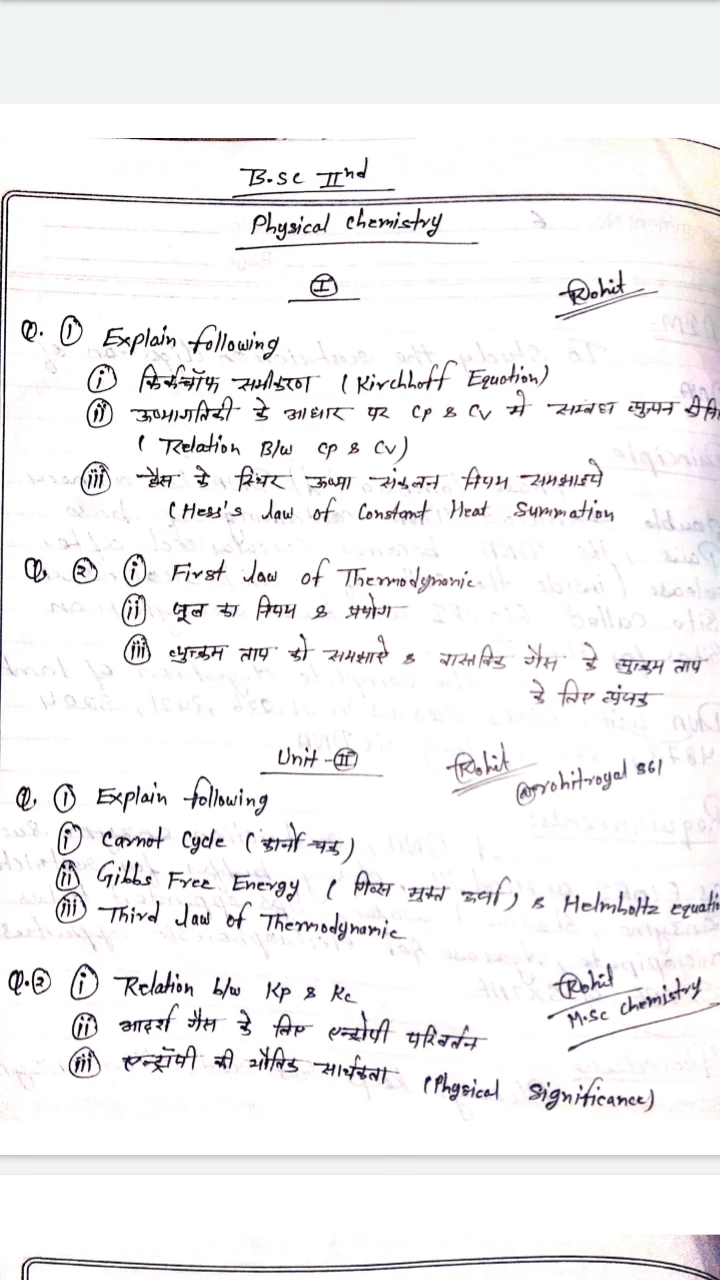 B.sc IInd
Physical chemistry
I
Rohit
Q. ① Explain following
(i) किर्कचॉफ समीकरण (Kirchhoff Equation)
(ii) ऊष्मागतिकी के आधार पर Cp & Cv में सम्बंध व्युत्पन्न
( Relation B/w Cp & Cv)
(iii) हैस के स्थिर ऊष्मा संकलन नियम समझाइये
(Hess's law of Constant Heat Summation
Q. ② (i) First law of Thermodynamic
(ii) जूल का नियम & प्रयोग
(iii) व्युत्क्रम ताप को समझाऐ & वास्तविक गैस के व्युत्क्रम ताप
के लिए व्यंजक
Unit - II
Rohit
@rohitroyal 861
Q. ① Explain following
(i) Carnot Cycle (कार्नो चक्र)
(ii) Gibbs Free Energy ( गिब्स मुक्त ऊर्जा) & Helmholtz equatio
(iii) Third law of Thermodynamic
Q.② (i) Relation b/w Kp & Kc
Rohit
M.sc chemistry
(ii) आदर्श गैस के लिए एन्ट्रोपी परिवर्तन
(iii) एन्ट्रॉपी की भौतिक सार्थकता (Physical Significance)